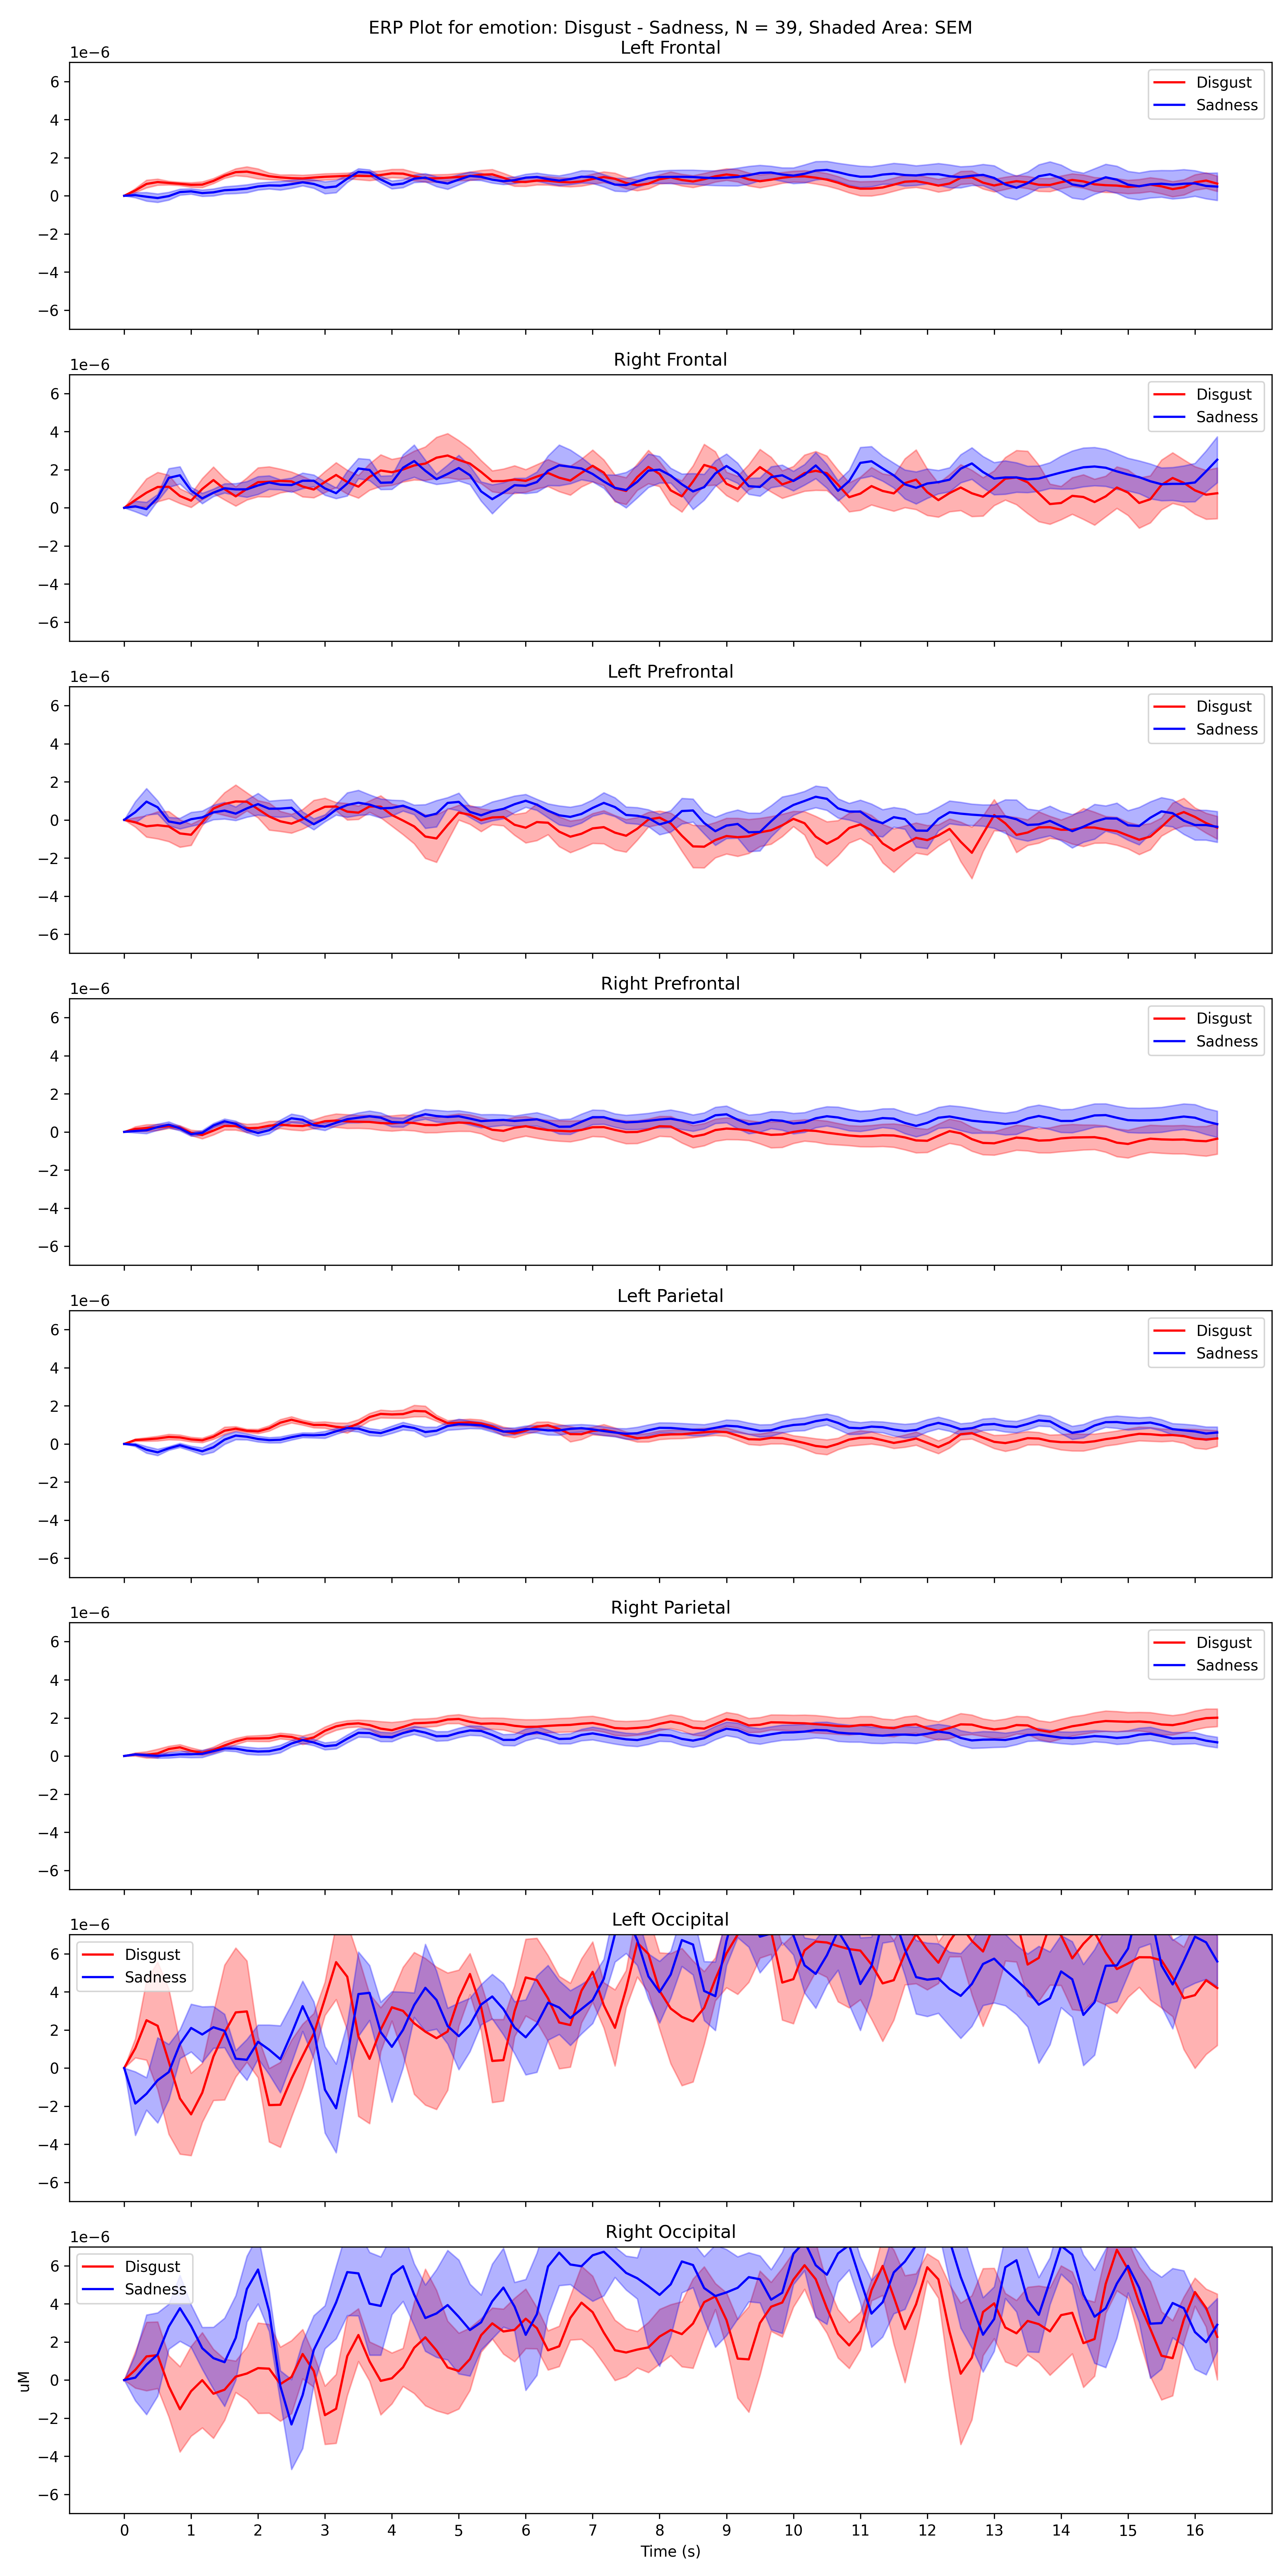 ERP Plot for emotion: Disgust - Sadness, N = 39, Shaded Area: SEM
Left Frontal
1e−6
6
4
2
0
−2
−4
−6
Disgust
Sadness
Right Frontal
1e−6
6
4
2
0
−2
−4
−6
Disgust
Sadness
Left Prefrontal
1e−6
6
4
2
0
−2
−4
−6
Disgust
Sadness
Right Prefrontal
1e−6
6
4
2
0
−2
−4
−6
Disgust
Sadness
Left Parietal
1e−6
6
4
2
0
−2
−4
−6
Disgust
Sadness
Right Parietal
1e−6
6
4
2
0
−2
−4
−6
Disgust
Sadness
Left Occipital
1e−6
6
4
2
0
−2
−4
−6
Disgust
Sadness
Right Occipital
1e−6
6
4
2
0
−2
−4
−6
Disgust
Sadness
uM
0 1 2 3 4 5 6 7 8 9 10 11 12 13 14 15 16
Time (s)